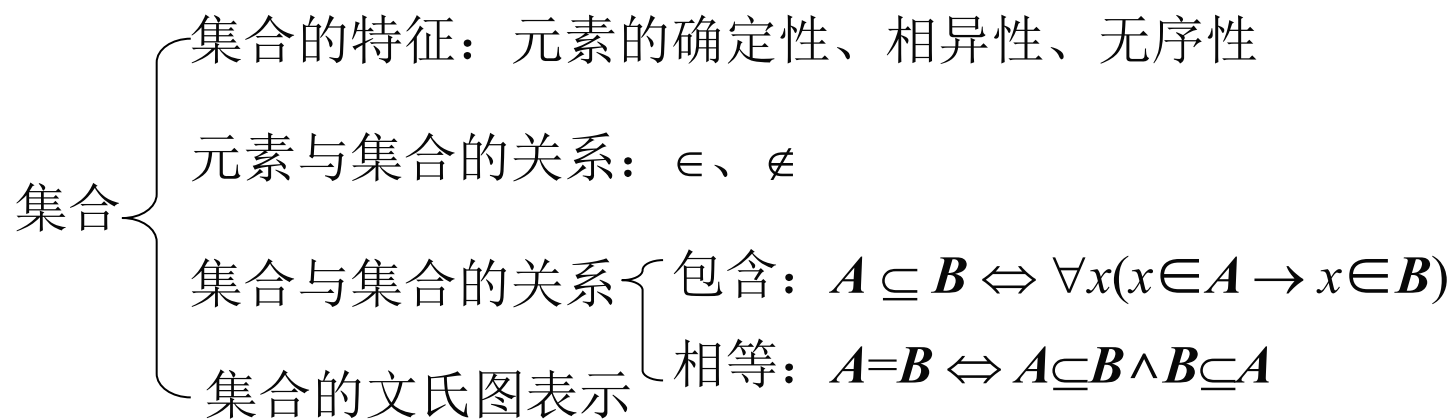 集合的特征：元素的确定性、相异性、无序性
元素与集合的关系：∈、∉
集合
集合与集合的关系
包含：A ⊆ B ⇔ ∀x(x∈A → x∈B)
相等：A=B ⇔ A⊆B∧B⊆A
集合的文氏图表示